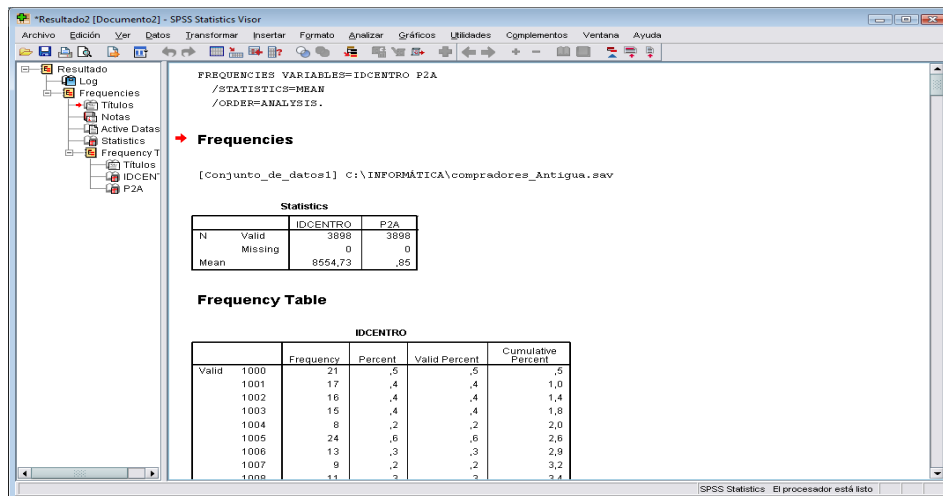 *Resultado2 [Documento2] - SPSS Statistics Visor
Archivo Edición Ver Datos Transformar Insertar Formato Analizar Gráficos Utilidades Complementos Ventana Ayuda
Resultado
Log
Frequencies
Títulos
Notas
Active Datas
Statistics
Frequency T
Títulos
IDCENT
P2A
FREQUENCIES VARIABLES=IDCENTRO P2A
/STATISTICS=MEAN
/ORDER=ANALYSIS.
Frequencies
[Conjunto_de_datos1] C:\INFORMÁTICA\compradores_Antigua.sav
Statistics
IDCENTRO P2A
N Valid 3898 3898
Missing 0 0
Mean 8554,73 ,85
Frequency Table
IDCENTRO
Frequency Percent Valid Percent Cumulative Percent
Valid 1000 21 ,5 ,5 ,5
1001 17 ,4 ,4 1,0
1002 16 ,4 ,4 1,4
1003 15 ,4 ,4 1,8
1004 8 ,2 ,2 2,0
1005 24 ,6 ,6 2,6
1006 13 ,3 ,3 2,9
1007 9 ,2 ,2 3,2
1008 11 ,3 ,3 3,4
SPSS Statistics El procesador está listo